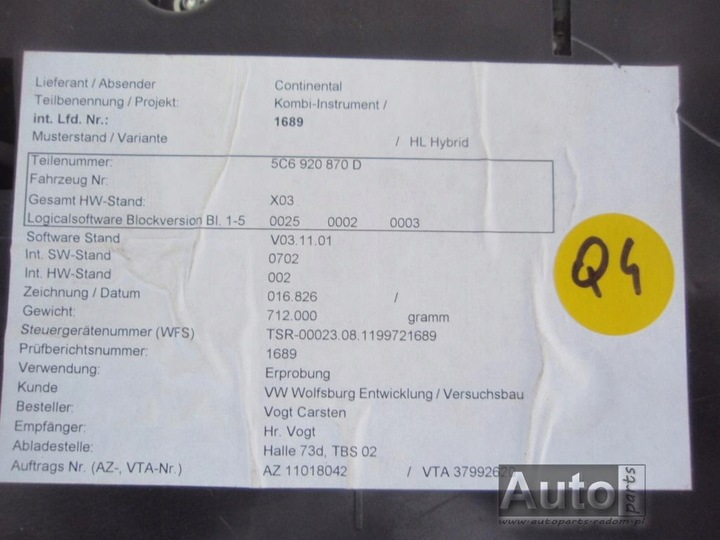 Lieferant / Absender Continental
Teilbenennung / Projekt: Kombi-Instrument /
int. Lfd. Nr.: 1689
Musterstand / Variante / HL Hybrid
Teilenummer: 5C6 920 870 D
Fahrzeug Nr:
Gesamt HW-Stand: X03
Logicalsoftware Blockversion Bl. 1-5 0025 0002 0003
Software Stand V03.11.01
Int. SW-Stand 0702
Int. HW-Stand 002
Zeichnung / Datum 016.826 /
Gewicht: 712.000 gramm
Steuergerätenummer (WFS) TSR-00023.08.1199721689
Prüfberichtsnummer: 1689
Verwendung: Erprobung
Kunde VW Wolfsburg Entwicklung / Versuchsbau
Besteller: Vogt Carsten
Empfänger: Hr. Vogt
Abladestelle: Halle 73d, TBS 02
Auftrags Nr. (AZ-, VTA-Nr.) AZ 11018042 / VTA
Q4
Auto parts
www.autoparts-radom.pl